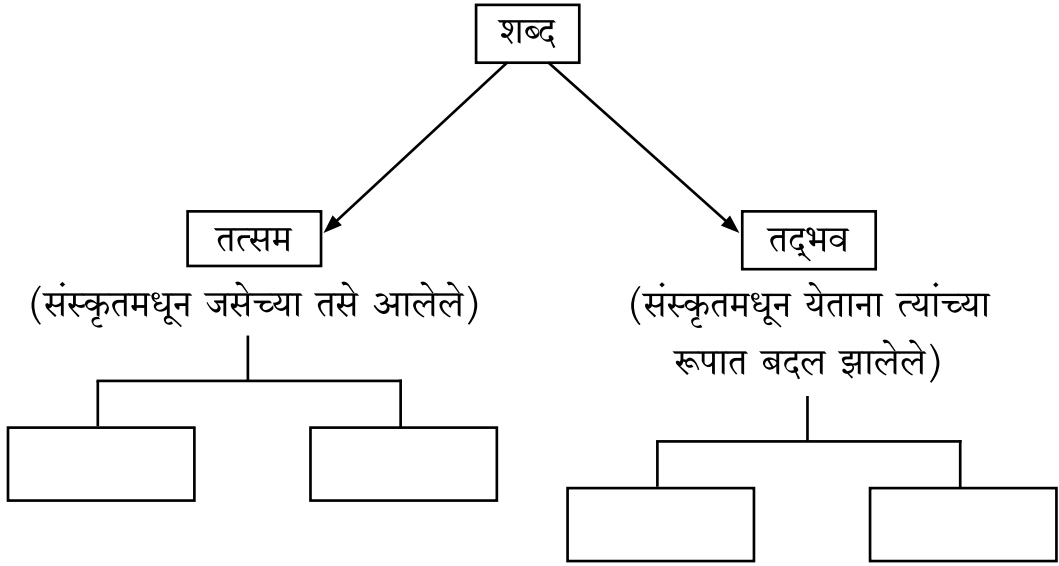 शब्द
तत्सम
(संस्कृतमधून जसेच्या तसे आलेले)
तद्‌भव
(संस्कृतमधून येताना त्यांच्या
रूपात बदल झालेले)